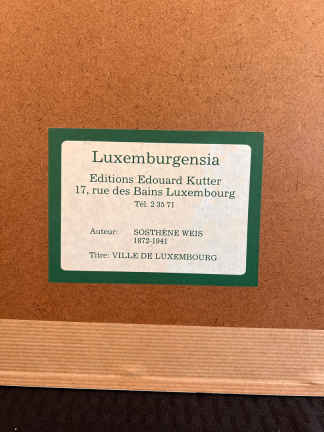 Luxemburgensia
Editions Edouard Kutter
17, rue des Bains Luxembourg
Tél. 2 35 71
Auteur: SOSTHÈNE WEIS
1872-1941
Titre: VILLE DE LUXEMBOURG